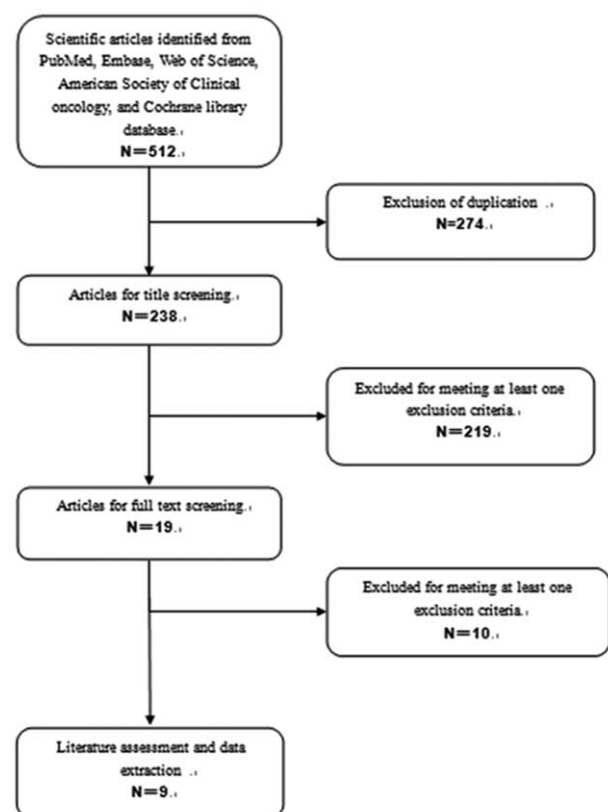 Scientific articles identified from
PubMed, Embase, Web of Science,
American Society of Clinical
oncology, and Cochrane library
database.
N=512.
Exclusion of duplication .
N=274.
Articles for title screening.
N=238.
Excluded for meeting at least one
exclusion criteria.
N=219.
Articles for full text screening.
N=19.
Excluded for meeting at least one
exclusion criteria.
N=10.
Literature assessment and data
extraction .
N=9.